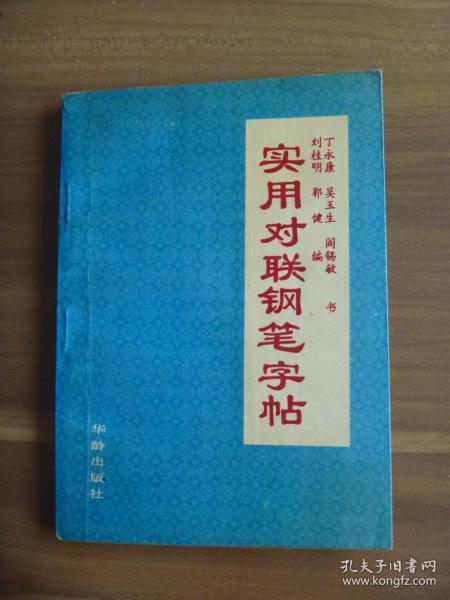 丁永康 吴玉生 阎锡敏 书
刘桂明 郭健 编
实用对联钢笔字帖
华龄出版社
孔夫子旧书网
www.kongfz.com